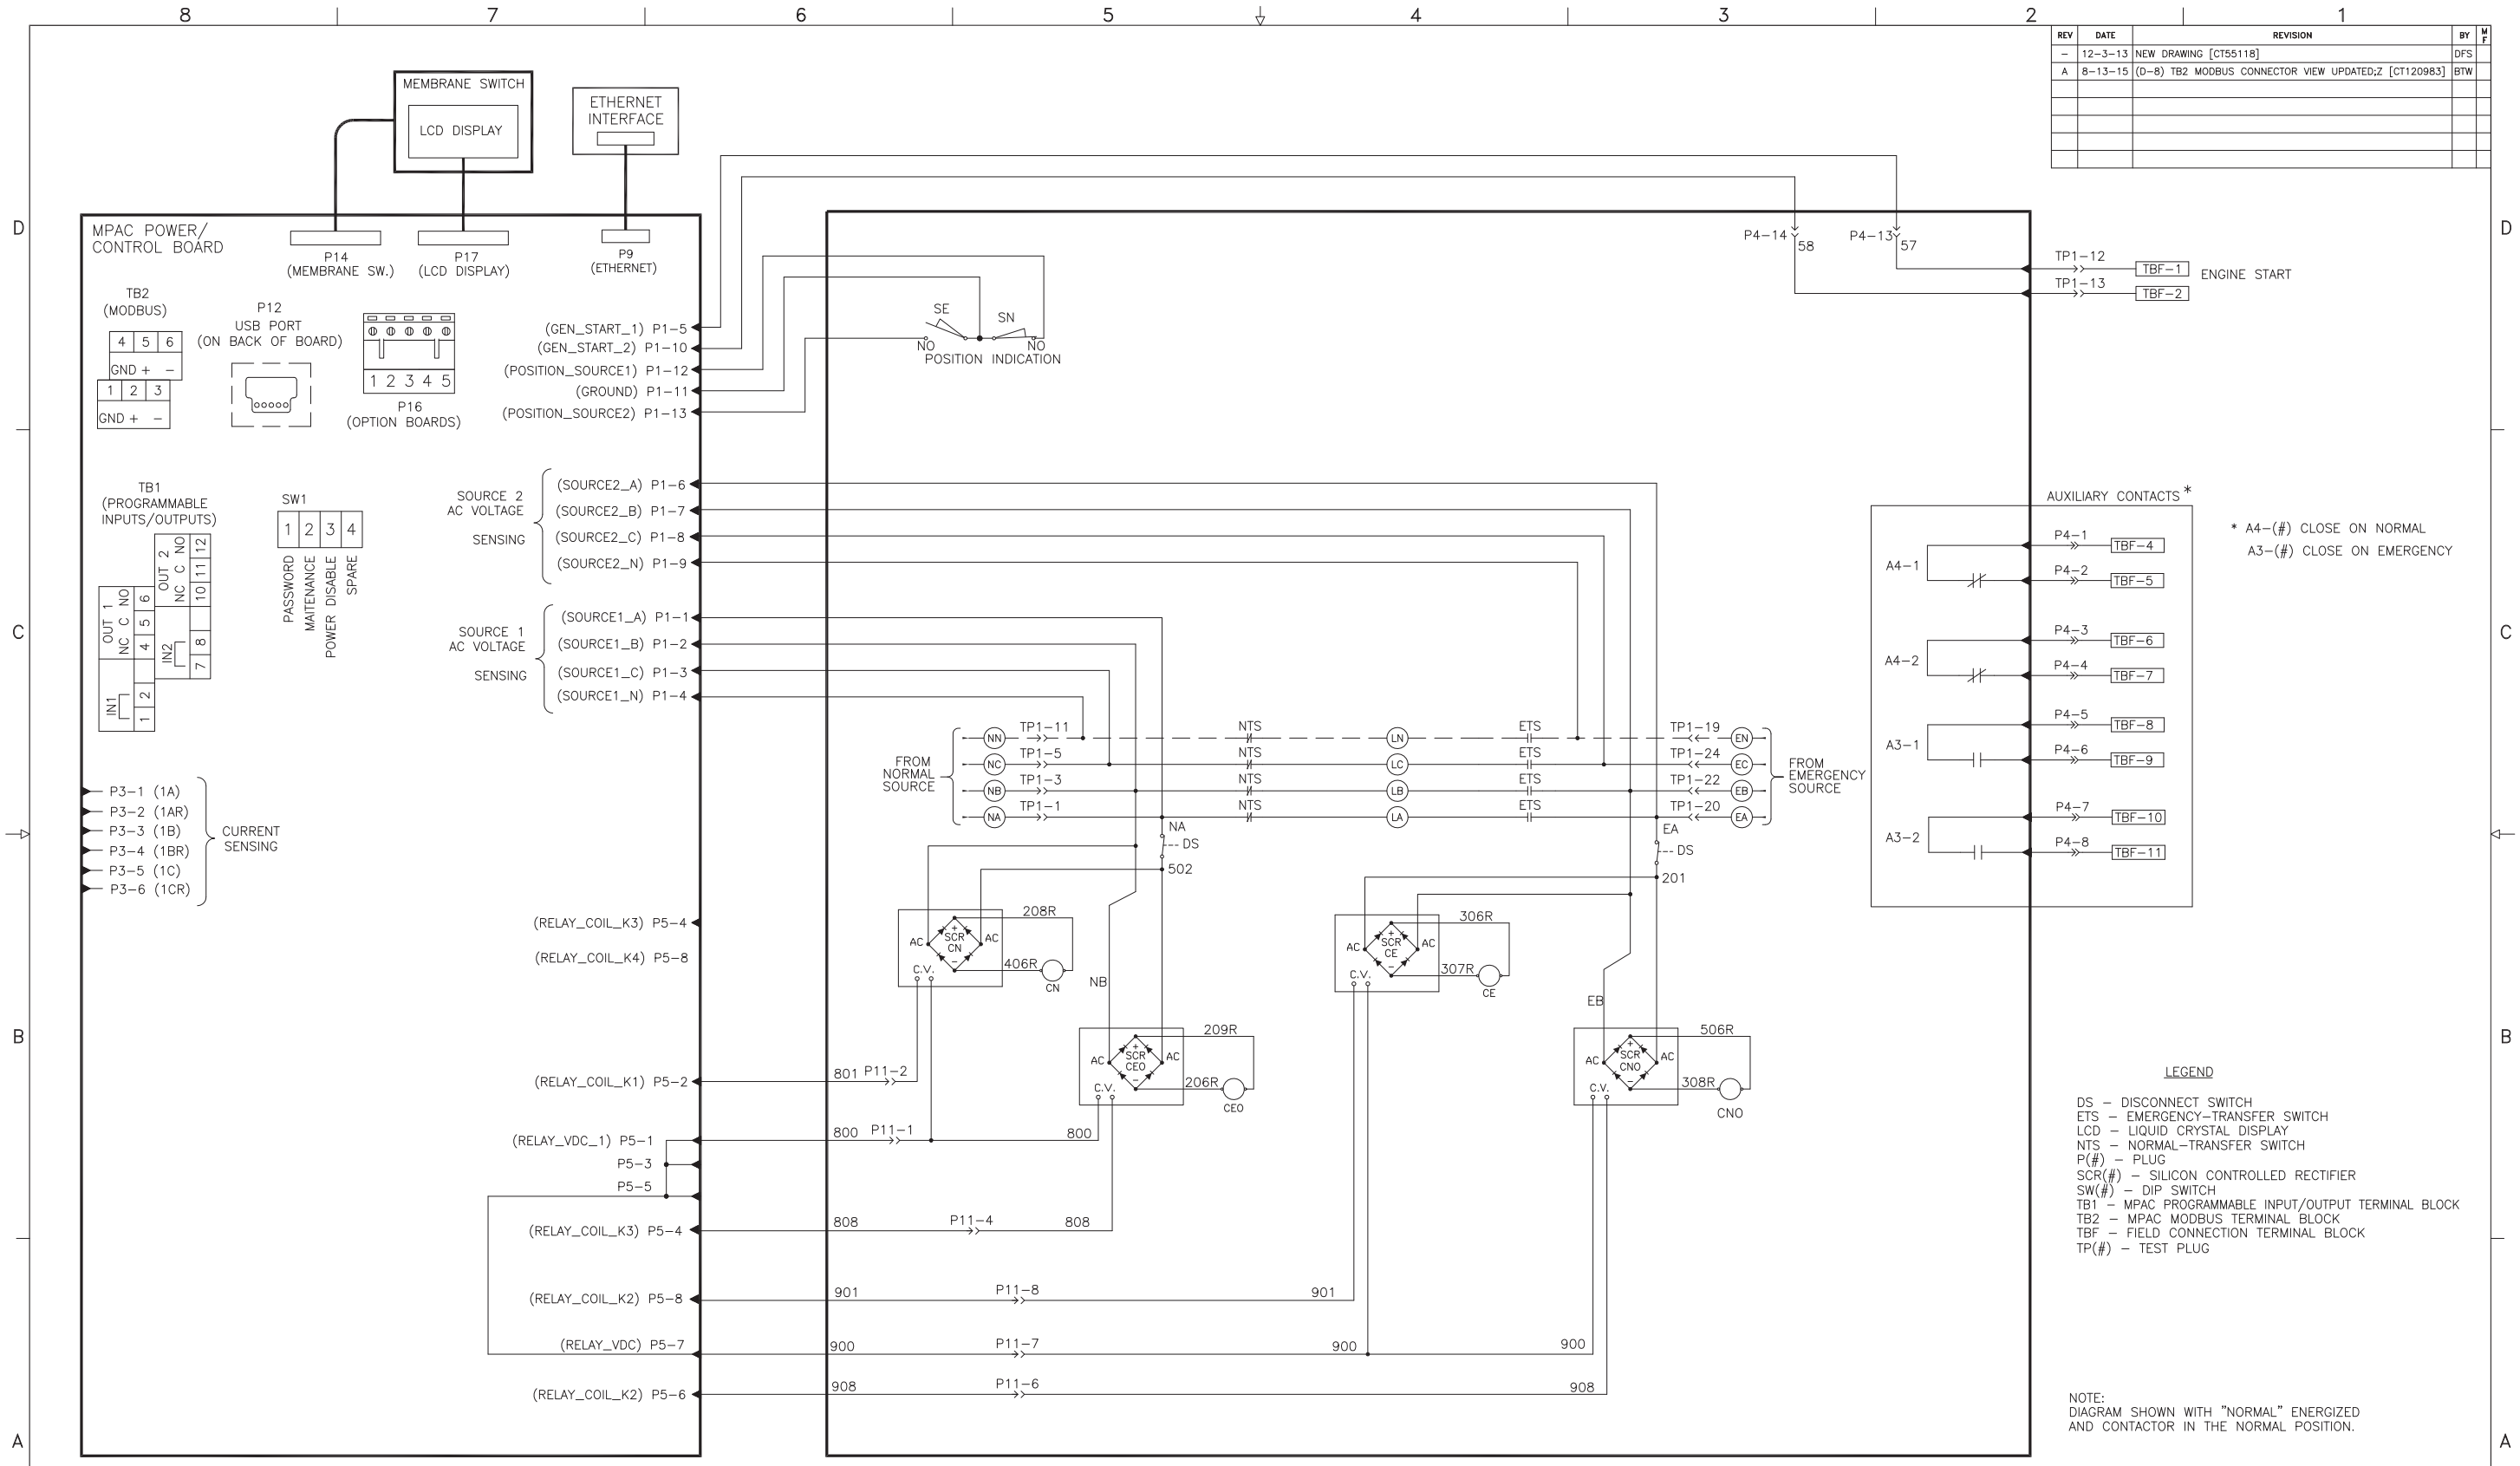 8 7 6 5 4 3 2 1
REV DATE REVISION BY M F
- 12-3-13 NEW DRAWING [CT55118] DFS
A 8-13-15 (D-8) TB2 MODBUS CONNECTOR VIEW UPDATED;Z [CT120983] BTW
MEMBRANE SWITCH
LCD DISPLAY
ETHERNET
INTERFACE
D
D
MPAC POWER/
CONTROL BOARD
P14
(MEMBRANE SW.)
P17
(LCD DISPLAY)
P9
(ETHERNET)
TB2
(MODBUS)
4 5 6
GND + -
1 2 3
GND + -
P12
USB PORT
(ON BACK OF BOARD)
1 2 3 4 5
P16
(OPTION BOARDS)
(GEN_START_1) P1-5
(GEN_START_2) P1-10
(POSITION_SOURCE1) P1-12
(GROUND) P1-11
(POSITION_SOURCE2) P1-13
SE
SN
NO
NO
POSITION INDICATION
P4-14
58
P4-13
57
TP1-12
TBF-1
TP1-13
TBF-2
ENGINE START
TB1
(PROGRAMMABLE
INPUTS/OUTPUTS)
OUT 2
NC C NO
10 11 12
IN2
7 8
OUT 1
NC C NO
4 5 6
IN1
1 2
SW1
1 2 3 4
PASSWORD
MAITENANCE
POWER DISABLE
SPARE
SOURCE 2
AC VOLTAGE
SENSING
(SOURCE2_A) P1-6
(SOURCE2_B) P1-7
(SOURCE2_C) P1-8
(SOURCE2_N) P1-9
SOURCE 1
AC VOLTAGE
SENSING
(SOURCE1_A) P1-1
(SOURCE1_B) P1-2
(SOURCE1_C) P1-3
(SOURCE1_N) P1-4
C
C
AUXILIARY CONTACTS *
A4-1
P4-1
TBF-4
P4-2
TBF-5
A4-2
P4-3
TBF-6
P4-4
TBF-7
A3-1
P4-5
TBF-8
P4-6
TBF-9
A3-2
P4-7
TBF-10
P4-8
TBF-11
* A4-(#) CLOSE ON NORMAL
A3-(#) CLOSE ON EMERGENCY
FROM
NORMAL
SOURCE
NN TP1-11 NTS LN ETS TP1-19 EN
NC TP1-5 NTS LC ETS TP1-24 EC
NB TP1-3 NTS LB ETS TP1-22 EB
NA TP1-1 NTS LA ETS TP1-20 EA
FROM
EMERGENCY
SOURCE
NA
DS
502
EA
DS
201
P3-1 (1A)
P3-2 (1AR)
P3-3 (1B)
P3-4 (1BR)
P3-5 (1C)
P3-6 (1CR)
CURRENT
SENSING
(RELAY_COIL_K3) P5-4
(RELAY_COIL_K4) P5-8
208R
AC + SCR CN - AC
C.V.
406R
CN
NB
306R
AC + SCR CE - AC
C.V.
307R
CE
EB
209R
AC + SCR CEO - AC
C.V.
206R
CEO
506R
AC + SCR CNO - AC
C.V.
308R
CNO
B
B
(RELAY_COIL_K1) P5-2
801 P11-2
(RELAY_VDC_1) P5-1
800 P11-1 800
P5-3
P5-5
(RELAY_COIL_K3) P5-4
808 P11-4 808
(RELAY_COIL_K2) P5-8
901 P11-8 901
(RELAY_VDC) P5-7
900 P11-7 900 900
(RELAY_COIL_K2) P5-6
908 P11-6 908
LEGEND
DS - DISCONNECT SWITCH
ETS - EMERGENCY-TRANSFER SWITCH
LCD - LIQUID CRYSTAL DISPLAY
NTS - NORMAL-TRANSFER SWITCH
P(#) - PLUG
SCR(#) - SILICON CONTROLLED RECTIFIER
SW(#) - DIP SWITCH
TB1 - MPAC PROGRAMMABLE INPUT/OUTPUT TERMINAL BLOCK
TB2 - MPAC MODBUS TERMINAL BLOCK
TBF - FIELD CONNECTION TERMINAL BLOCK
TP(#) - TEST PLUG
NOTE:
DIAGRAM SHOWN WITH "NORMAL" ENERGIZED
AND CONTACTOR IN THE NORMAL POSITION.
A
A